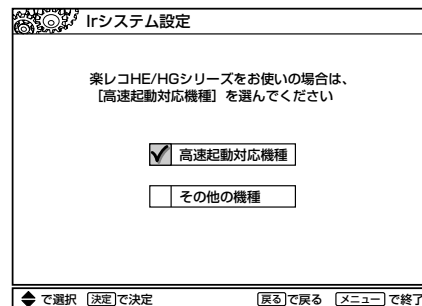 Irシステム設定
楽レコHE/HGシリーズをお使いの場合は、
［高速起動対応機種］を選んでください
高速起動対応機種
その他の機種
で選択 決定で決定 戻るで戻る メニューで終了